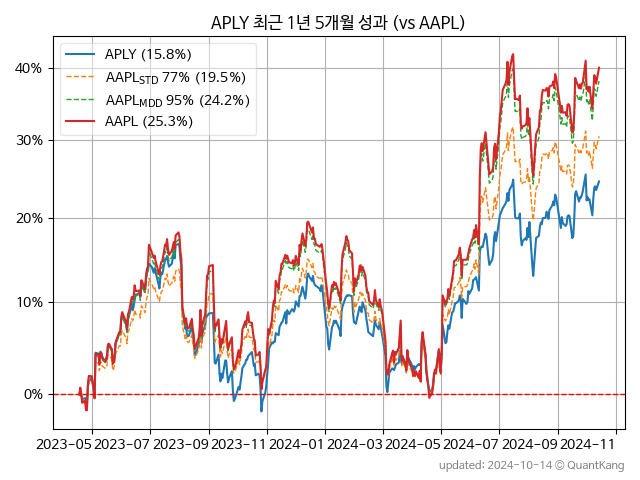 APLY 최근 1년 5개월 성과 (vs AAPL)
APLY (15.8%)
AAPL_STD 77% (19.5%)
AAPL_MDD 95% (24.2%)
AAPL (25.3%)
40%
30%
20%
10%
0%
2023-05 2023-07 2023-09 2023-11 2024-01 2024-03 2024-05 2024-07 2024-09 2024-11
updated: 2024-10-14 © QuantKang